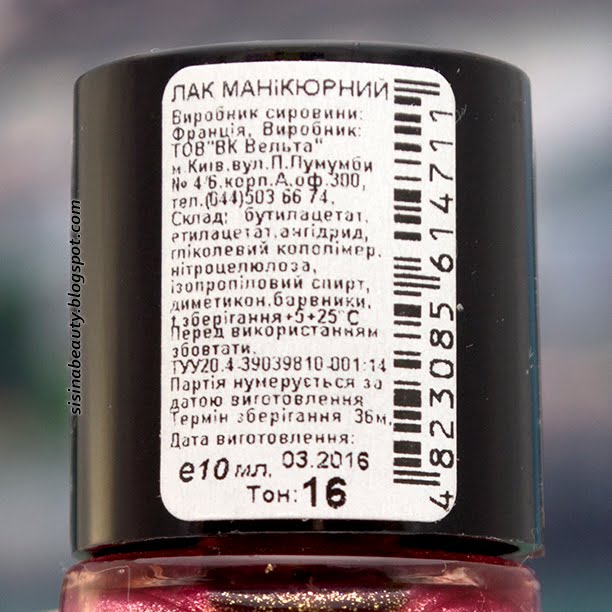 ЛАК МАНіКЮРНИЙ
Виробник сировини:
Франція, Виробник:
ТОВ"ВК Вельта"
м.Київ,вул.П.Лумумби
№ 4/6,корп.А,оф.300,
тел.(044)503 66 74.
Склад: бутилацетат,
етилацетат,ангідрид,
гліколевий кополімер,
нітроцелюлоза,
ізопропіловий спирт,
диметикон,барвники.
t зберігання+5+25°С
Перед використанням
збовтати.
ТУУ20.4-39039810-001:14
Партія нумерується за
датою виготовлення
Термін зберігання 36м.
Дата виготовлення:
е10мл. 03.2016
Тон: 16
4823085614711
sisinabeauty.blogspot.com